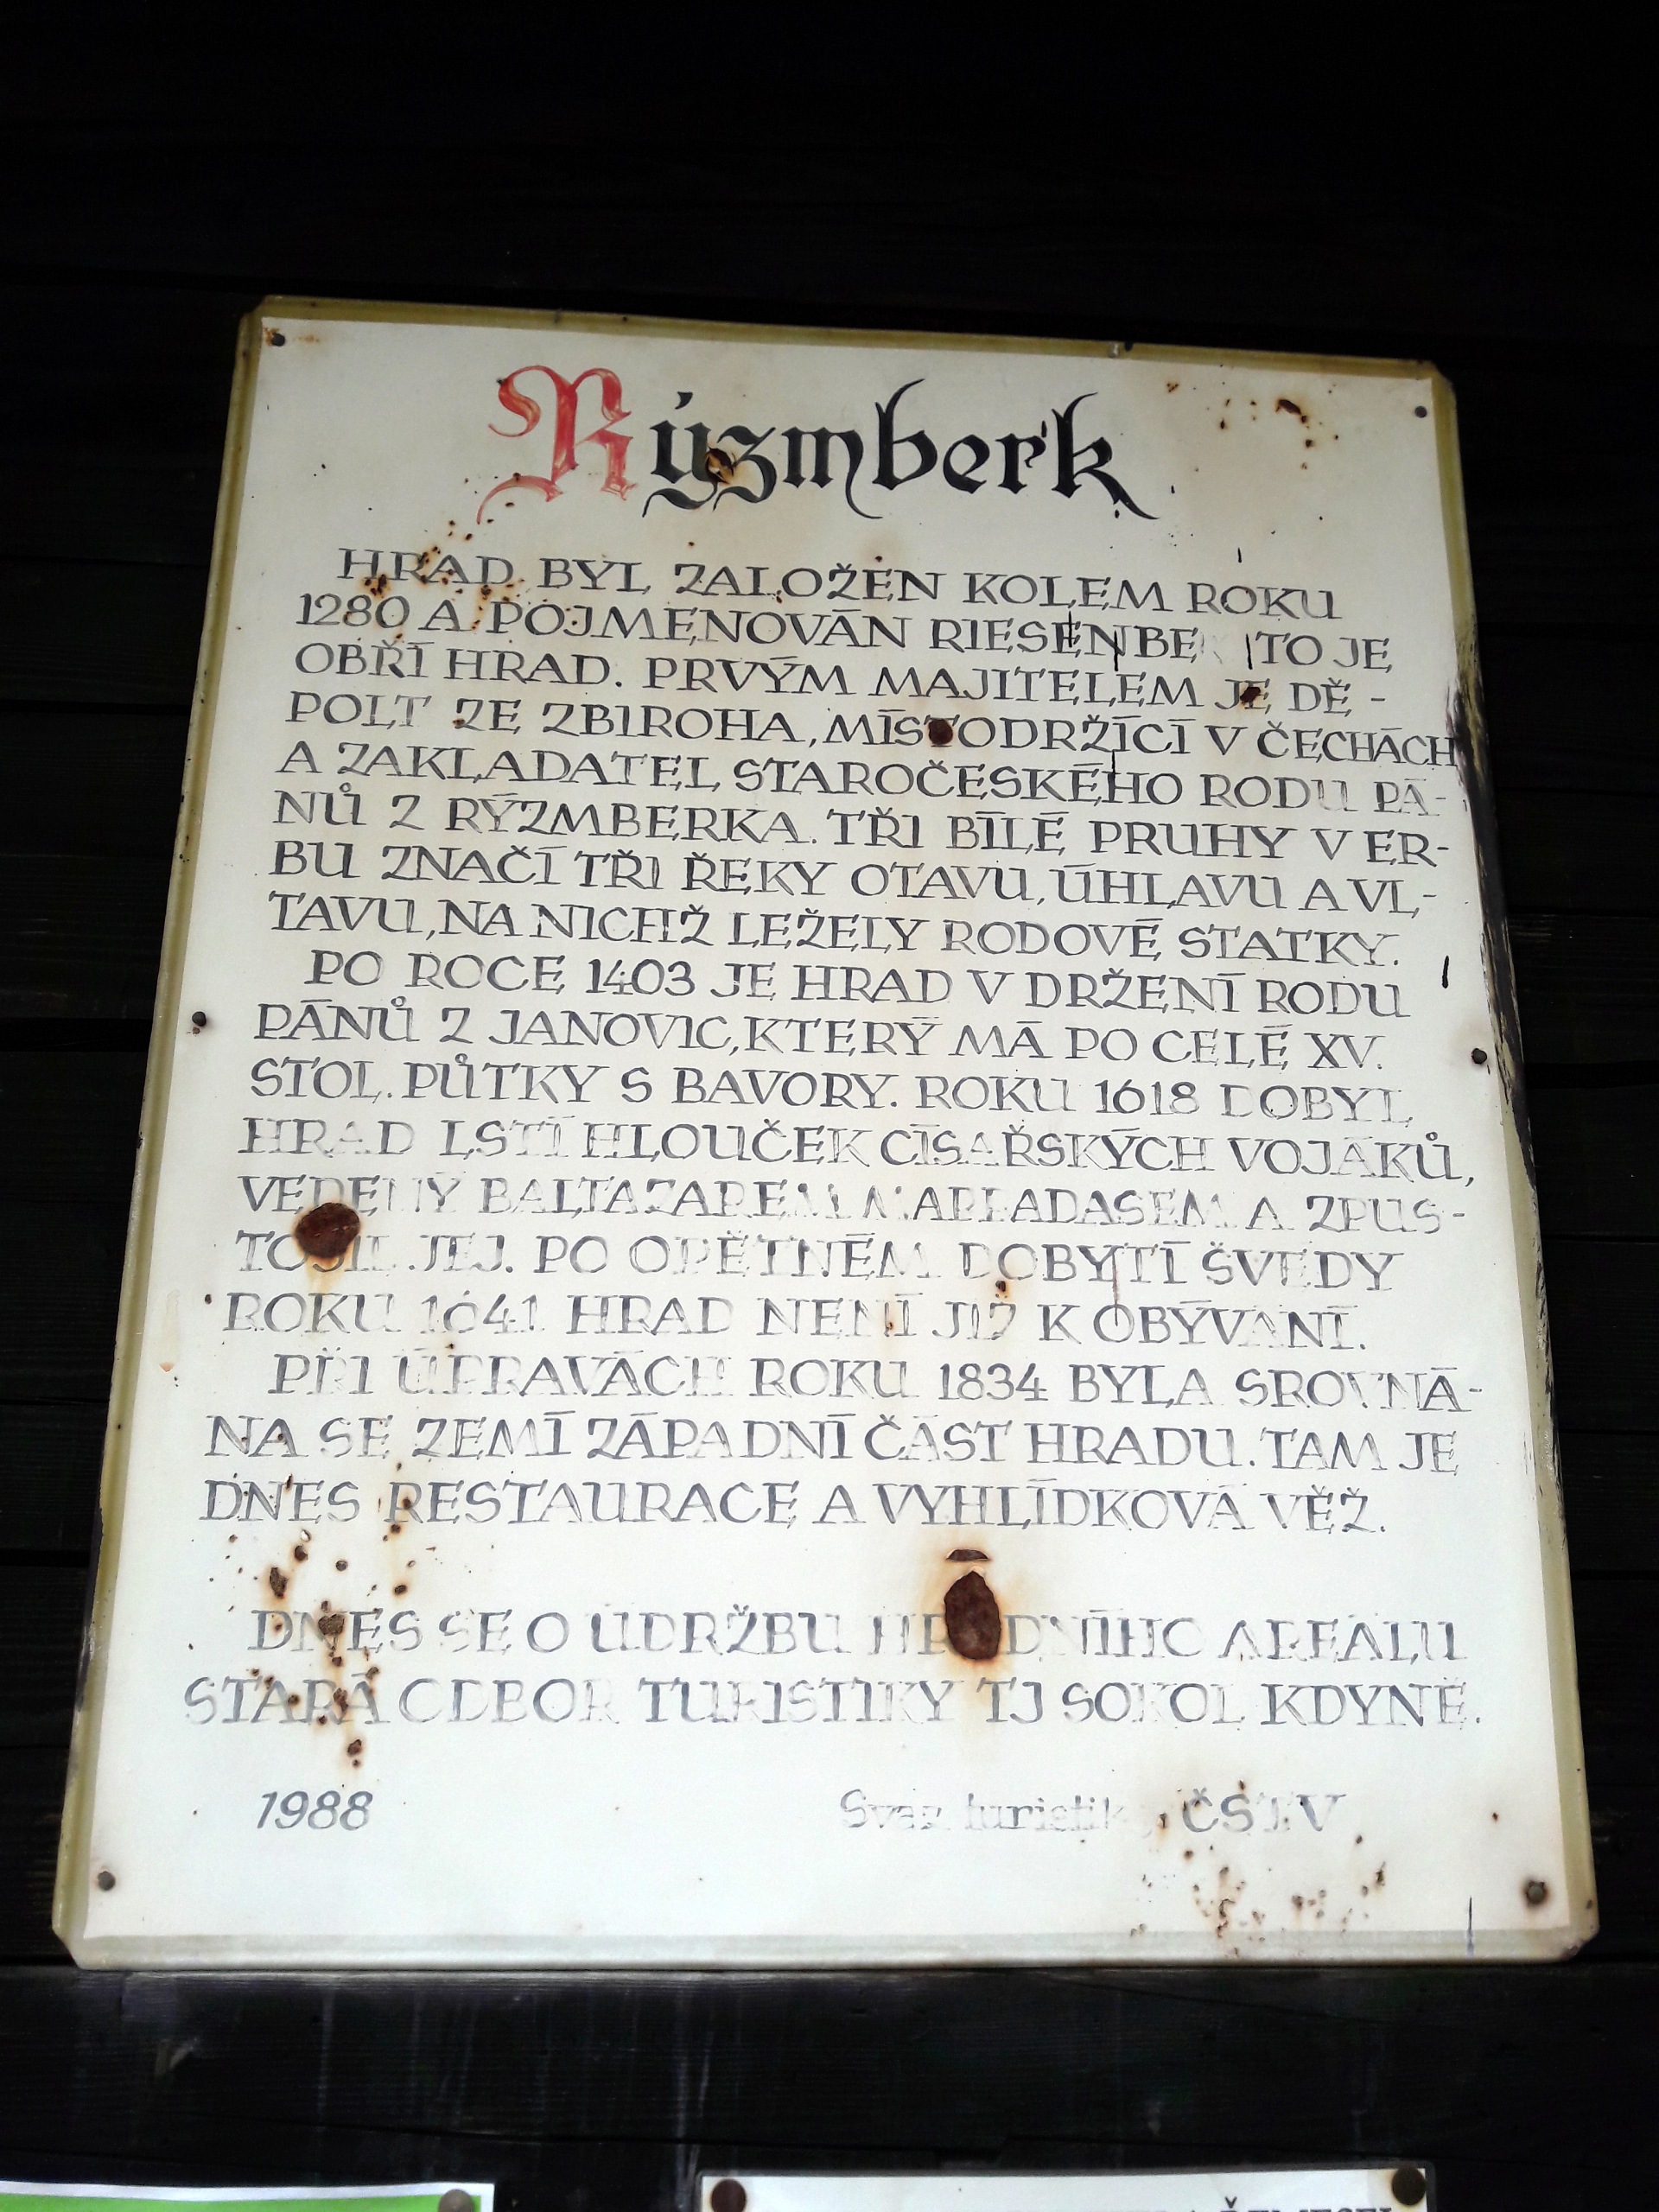 Rýzmberk
HRAD BYL ZALOŽEN KOLEM ROKU
1280 A POJMENOVÁN TO JE
OBŘÍ HRAD. PRVÝM MAJITELEM JE DĚ-
POLT ZE ZBIROHA, MÍSTODRŽÍCÍ V ČECHÁCH
A ZAKLADATEL STAROČESKÉHO RODU PÁ-
NŮ Z RÝZMBERKA. TŘI BÍLÉ PRUHY V ER-
BU ZNAČÍ TŘI ŘEKY OTAVU, ÚHLAVU A VL-
TAVU, NA NICHŽ LEŽELY RODOVÉ STATKY.
PO ROCE 1403 JE HRAD V DRŽENÍ RODU
PÁNŮ Z JANOVIC, KTERÝ MÁ PO CELÉ XV.
STOL. PŮTKY S BAVORY. ROKU 1618 DOBYL
HRAD LSTÍ HLOUČEK CÍSAŘSKÝCH VOJÁKŮ,
VEDENÝ BALTAZAREM A ZPUS-
TOŠIL JEJ. PO OPĚTNÉM DOBYTÍ ŠVÉDY
ROKU 1641 HRAD NENÍ JIŽ K OBÝVÁNÍ.
PŘI ÚPRAVÁCH ROKU 1834 BYLA SROVNÁ-
NA SE ZEMÍ ZÁPADNÍ ČÁST HRADU. TAM JE
DNES RESTAURACE A VYHLÍDKOVÁ VĚŽ.
DNES SE O ÚDRŽBU HRADNÍHO AREÁLU
STARÁ ODBOR TURISTIKY TJ SOKOL KDYNĚ.
1988 Svaz turistiky ČSTV